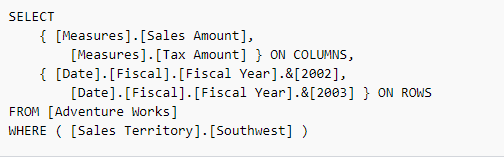 SELECT
    { [Measures].[Sales Amount],
        [Measures].[Tax Amount] } ON COLUMNS,
    { [Date].[Fiscal].[Fiscal Year].&[2002],
        [Date].[Fiscal].[Fiscal Year].&[2003] } ON ROWS
FROM [Adventure Works]
WHERE ( [Sales Territory].[Southwest] )